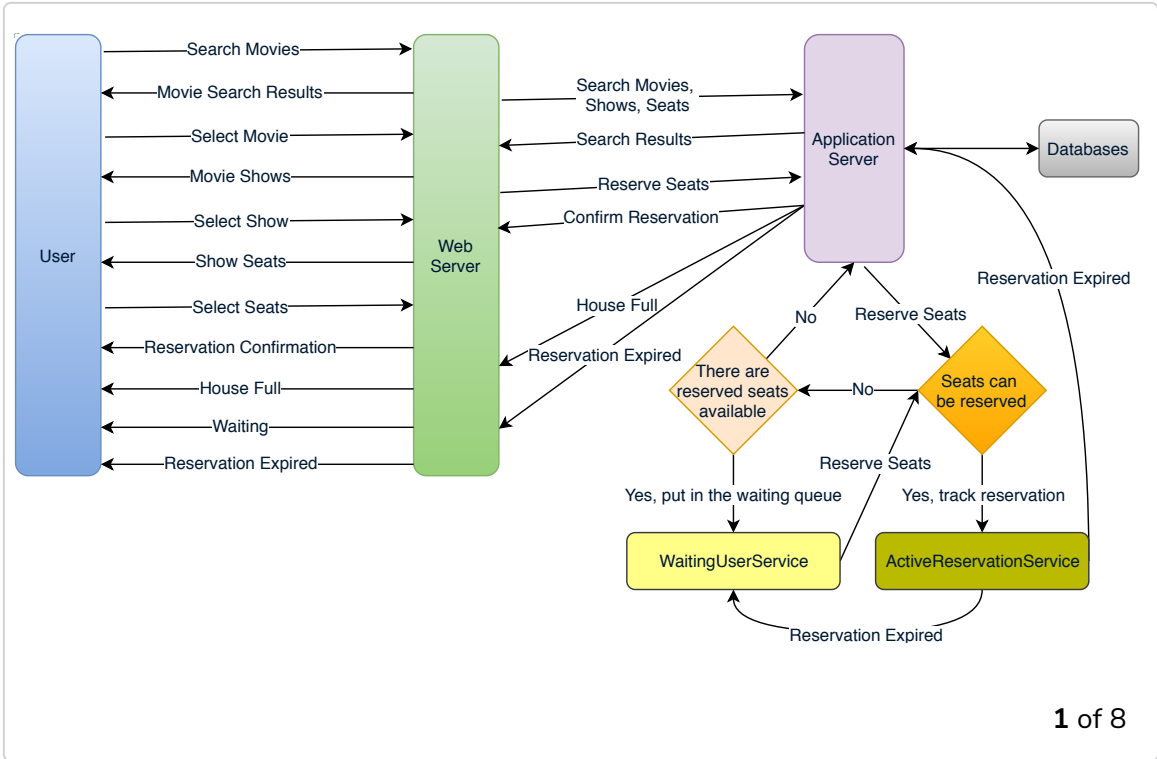 Search Movies
Movie Search Results
Select Movie
Movie Shows
Select Show
Show Seats
Select Seats
Reservation Confirmation
House Full
Waiting
Reservation Expired
User
Web
Server
Search Movies,
Shows, Seats
Search Results
Reserve Seats
Confirm Reservation
House Full
Reservation Expired
Application
Server
Databases
Reservation Expired
No
Reserve Seats
There are
reserved seats
available
No
Seats can
be reserved
Reserve Seats
Yes, put in the waiting queue
Yes, track reservation
WaitingUserService
ActiveReservationService
Reservation Expired
1 of 8